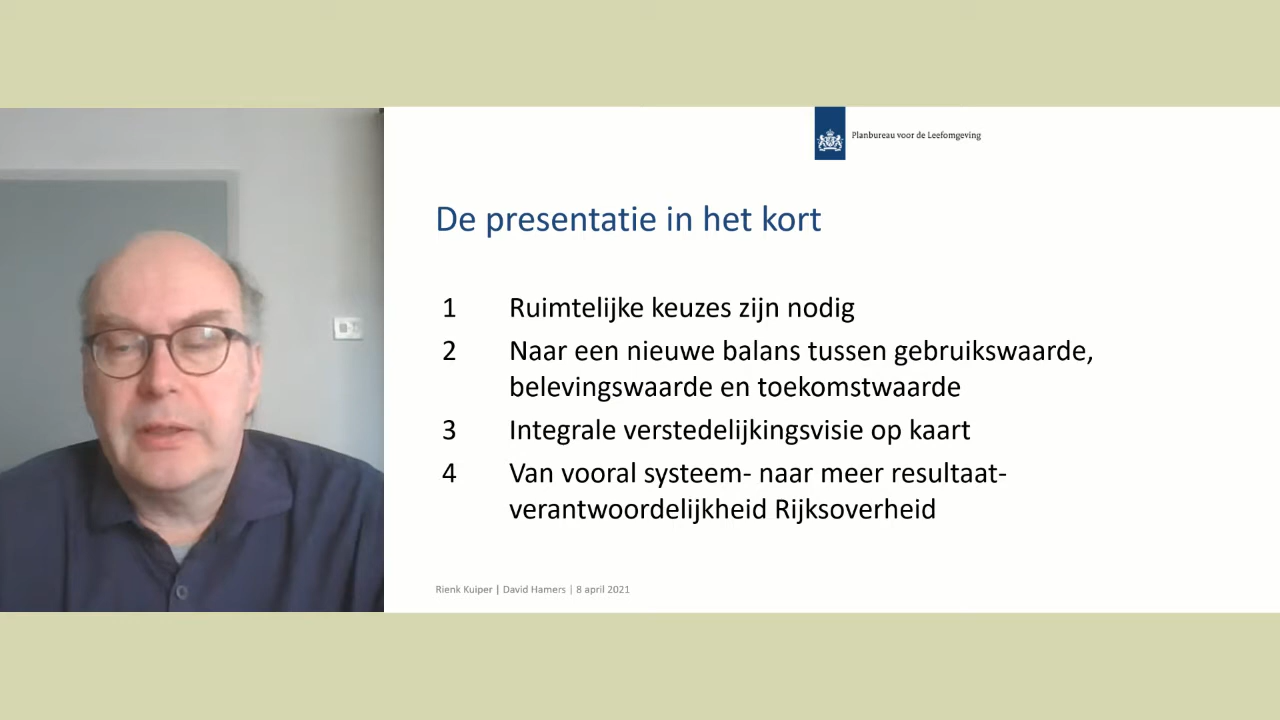 Planbureau voor de Leefomgeving
De presentatie in het kort
1 Ruimtelijke keuzes zijn nodig
2 Naar een nieuwe balans tussen gebruikswaarde,
belevingswaarde en toekomstwaarde
3 Integrale verstedelijkingsvisie op kaart
4 Van vooral systeem- naar meer resultaat-
verantwoordelijkheid Rijksoverheid
Rienk Kuiper | David Hamers | 8 april 2021